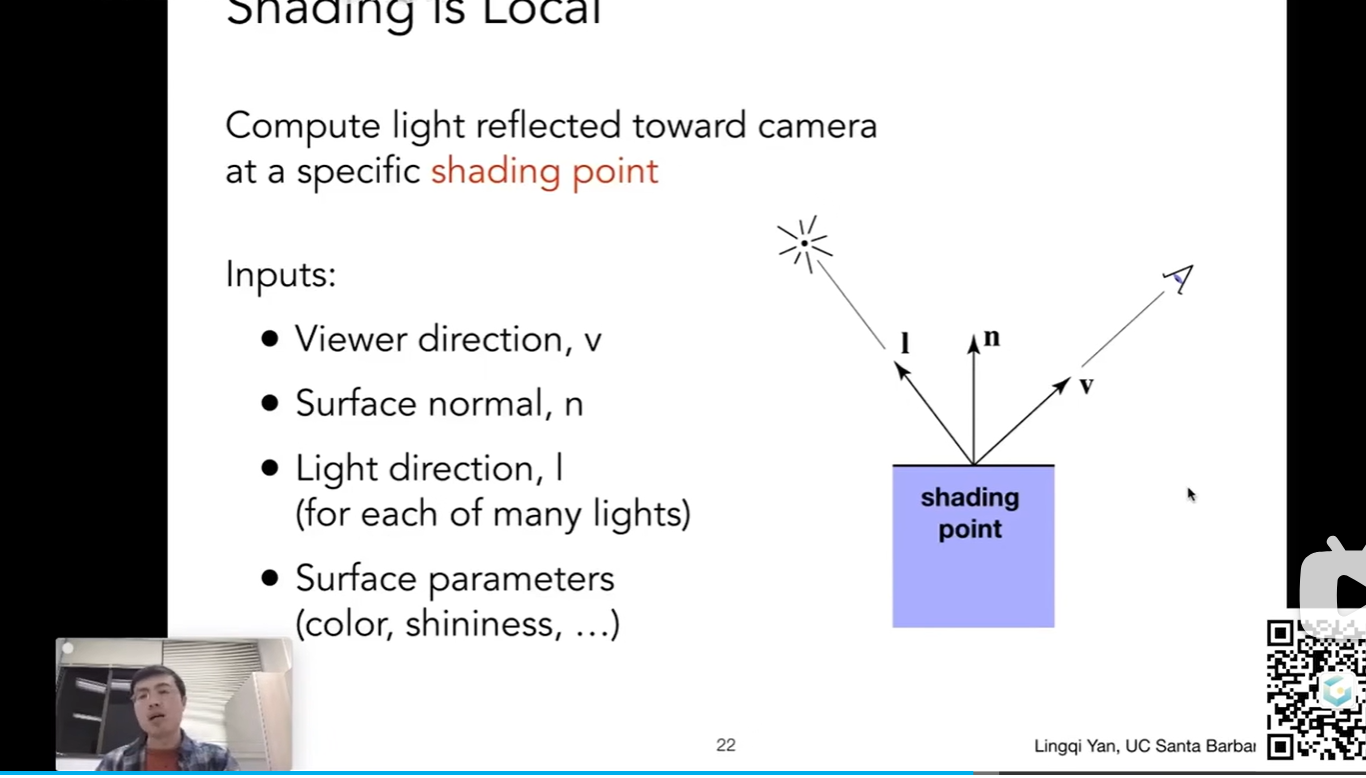 Shading is Local
Compute light reflected toward camera
at a specific shading point
Inputs:
● Viewer direction, v
● Surface normal, n
● Light direction, l
(for each of many lights)
● Surface parameters
(color, shininess, …)
l
n
v
shading
point
22
Lingqi Yan, UC Santa Barbar